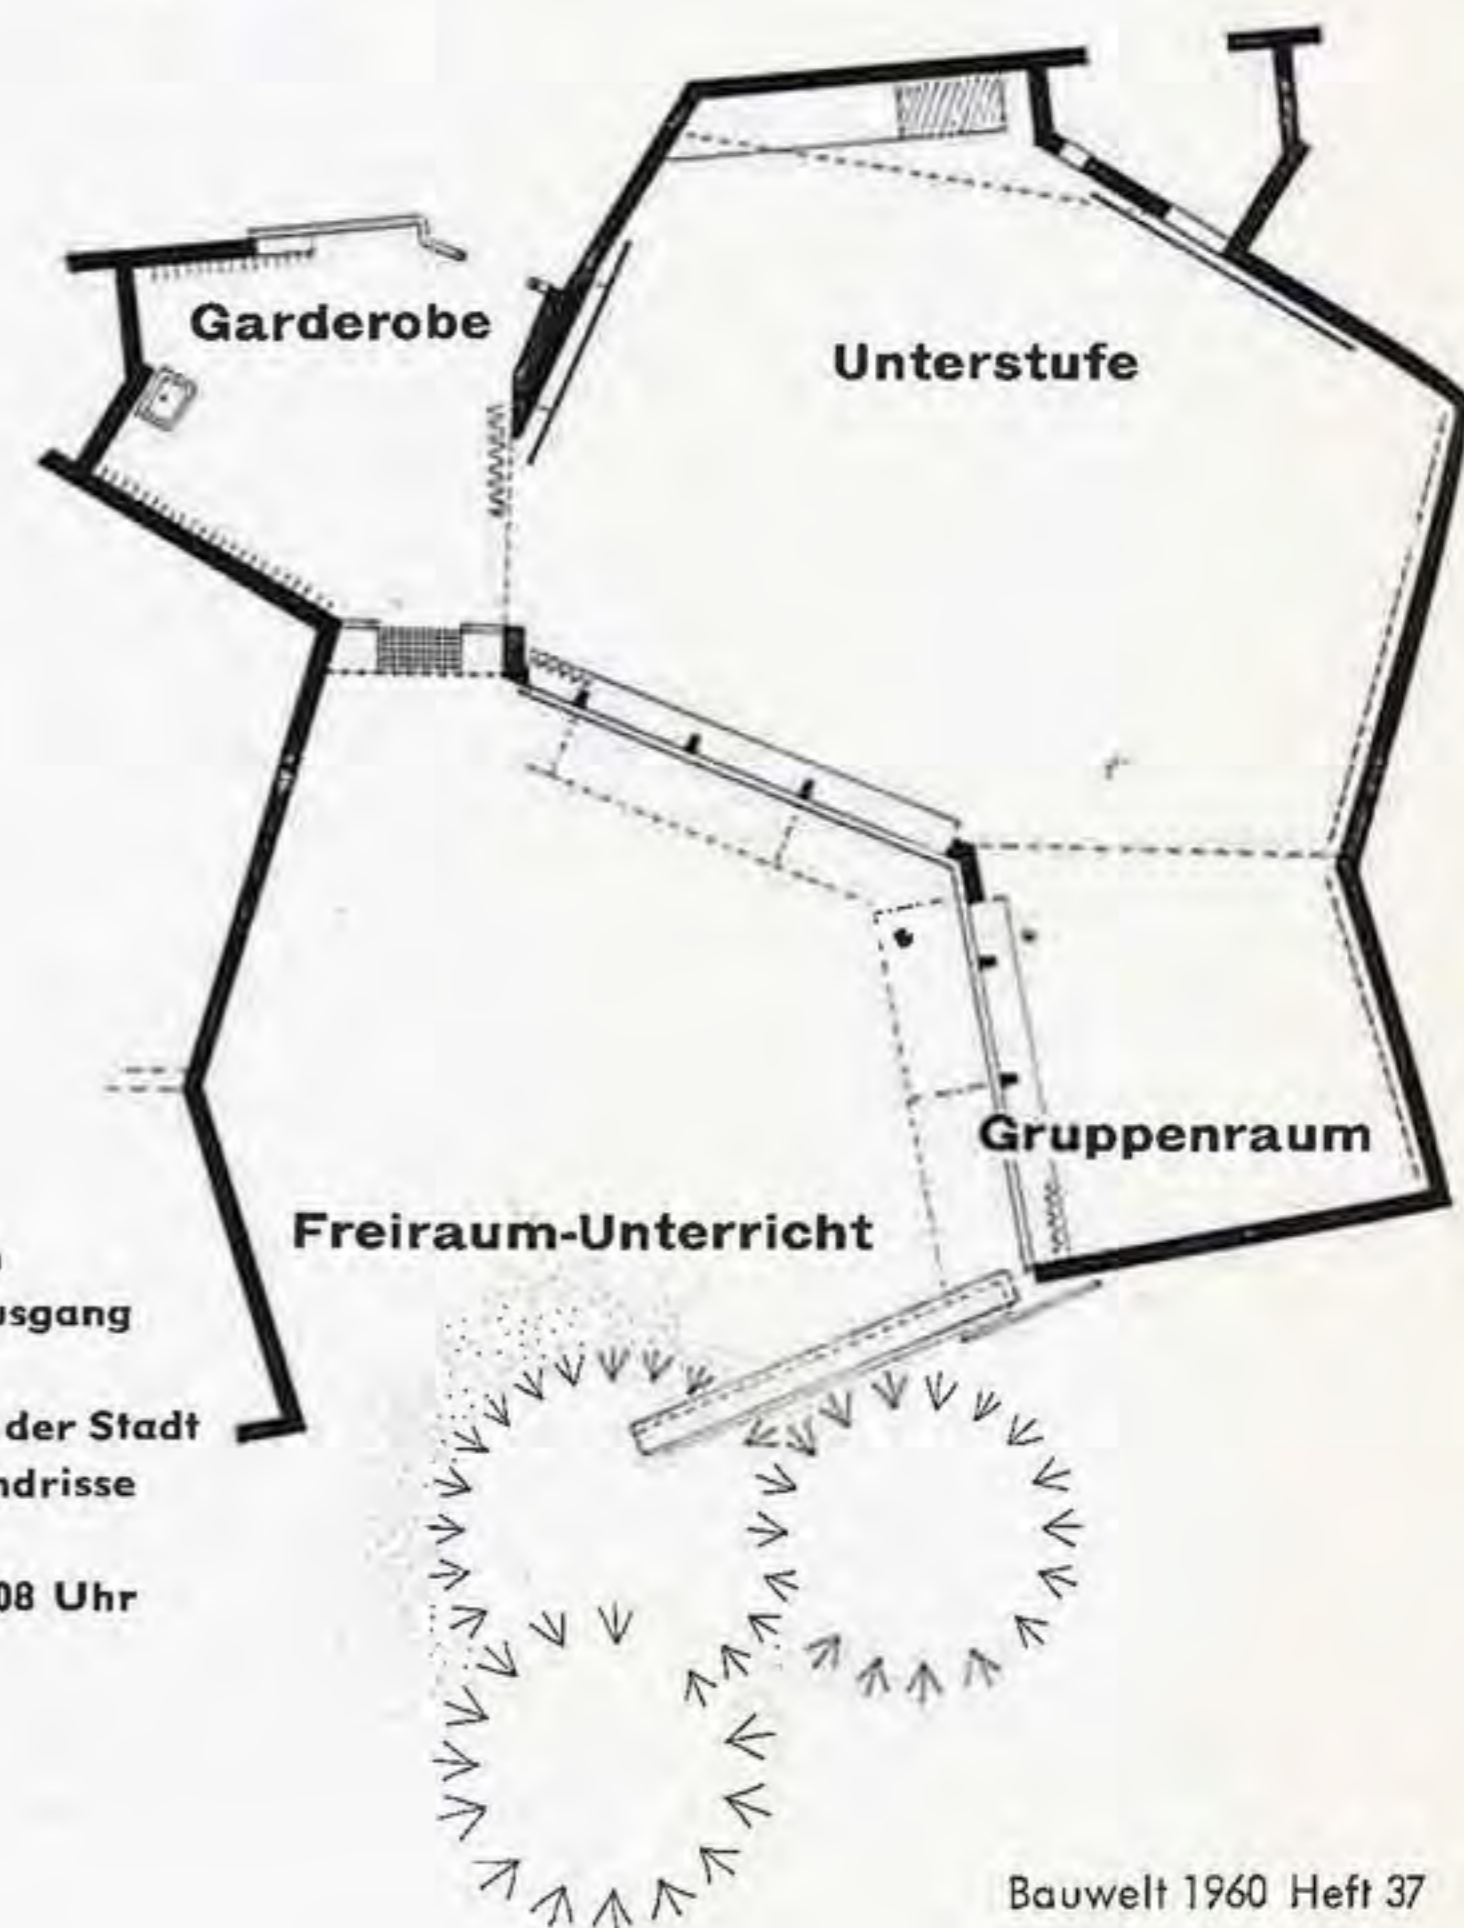 Garderobe
Unterstufe
Gruppenraum
Freiraum-Unterricht
der Stadt
08 Uhr
Bauwelt 1960 Heft 37